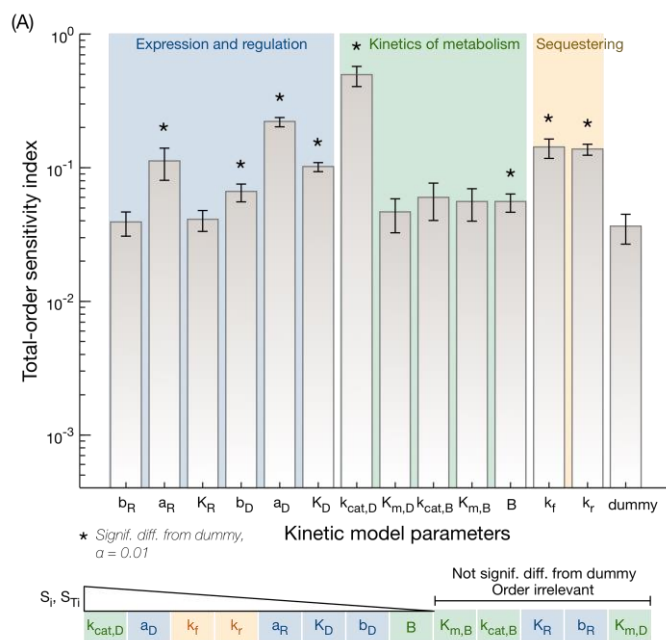 (A)
Expression and regulation
Kinetics of metabolism
Sequestering
Total-order sensitivity index
10⁰
10⁻¹
10⁻²
10⁻³
* * * * * * * *
b_R a_R K_R b_D a_D K_D k_cat,D K_m,D k_cat,B K_m,B B k_f k_r dummy
Kinetic model parameters
* Signif. diff. from dummy,
α = 0.01
Not signif. diff. from dummy
Order irrelevant
S_i, S_Ti
k_cat,D a_D k_f k_r a_R K_D b_D B K_m,B k_cat,B K_R b_R K_m,D